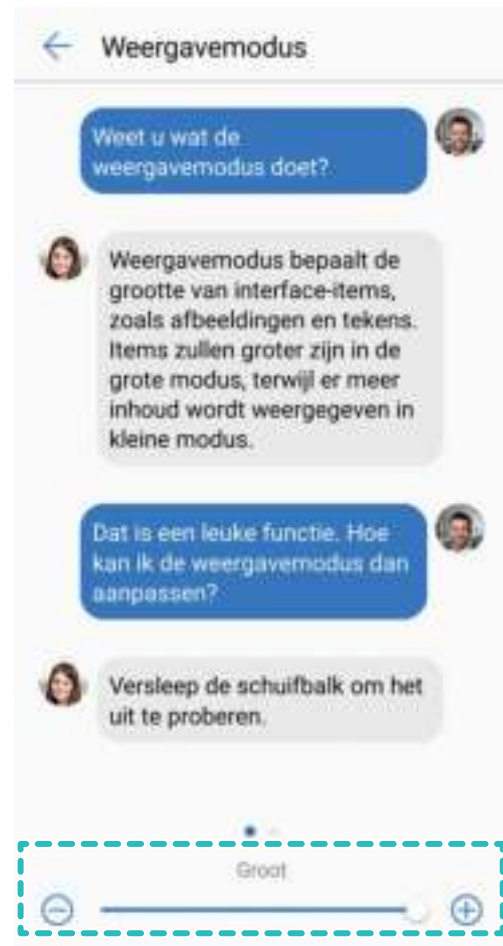 Weergavemodus
Weet u wat de
weergavemodus doet?
Weergavemodus bepaalt de
grootte van interface-items,
zoals afbeeldingen en tekens.
Items zullen groter zijn in de
grote modus, terwijl er meer
inhoud wordt weergegeven in
kleine modus.
Dat is een leuke functie. Hoe
kan ik de weergavemodus dan
aanpassen?
Versleep de schuifbalk om het
uit te proberen.
Groot